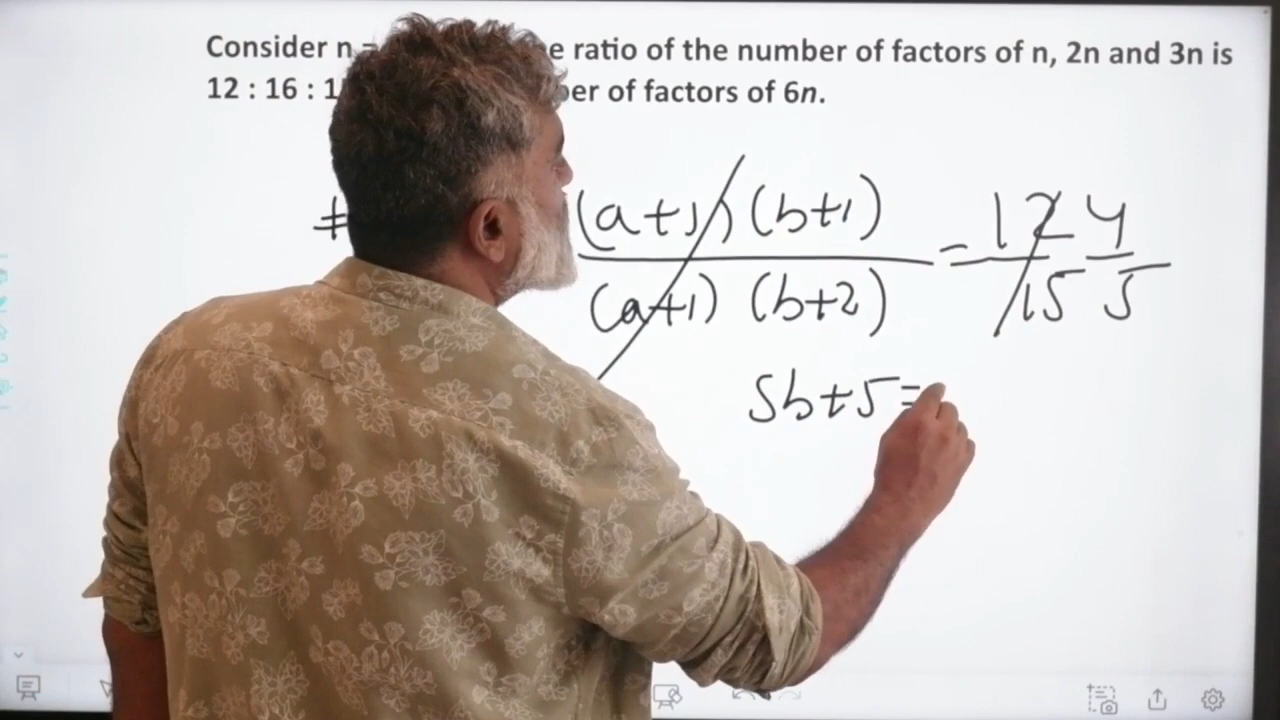 Consider n = e ratio of the number of factors of n, 2n and 3n is
12 : 16 : 1 er of factors of 6n.
(a+1) (b+1) = 12 4
(a+1) (b+2) 15 5
5b+5=